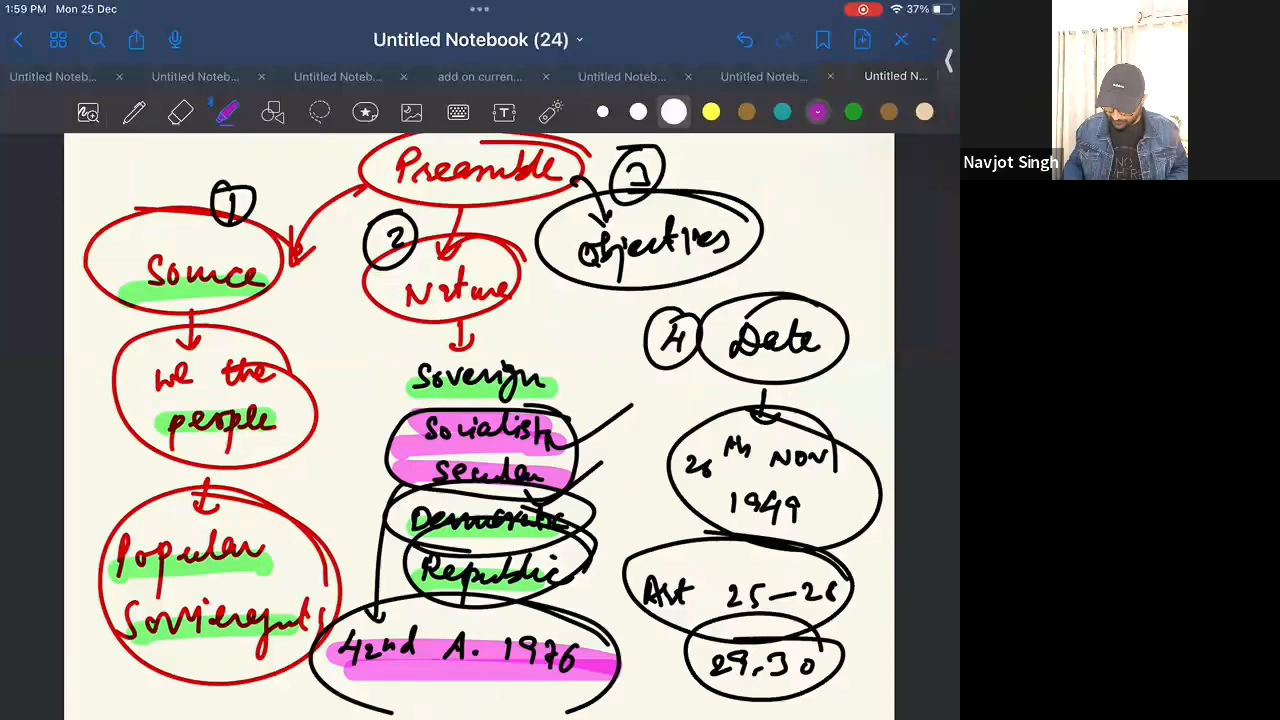 1:59 PM Mon 25 Dec
37%
Untitled Notebook (24)
Untitled Noteb...
Untitled Noteb...
Untitled Noteb...
add on curren...
Untitled Noteb...
Untitled Noteb...
Untitled N...
Navjot Singh
Preamble
1
Source
we the
people
Popular
2
Nature
Soverign
Socialist
Secular
Democratic
Republic
42nd A. 1976
3
Objectives
4
Date
26th NOV
1949
Art 25-28
29,30